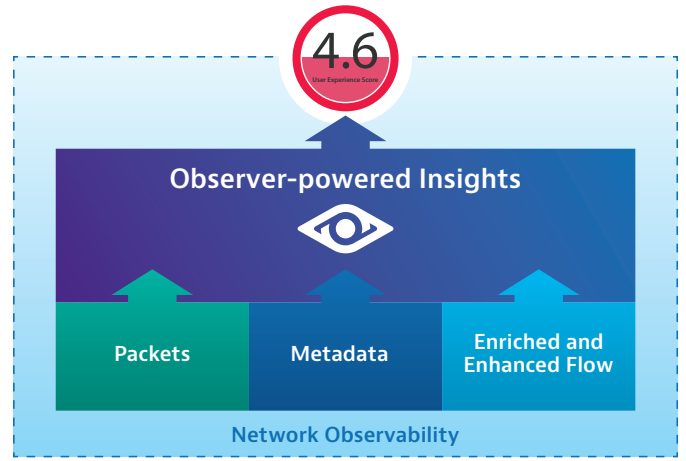 4.6
User Experience Score
Observer-powered Insights
Packets
Metadata
Enriched and
Enhanced Flow
Network Observability